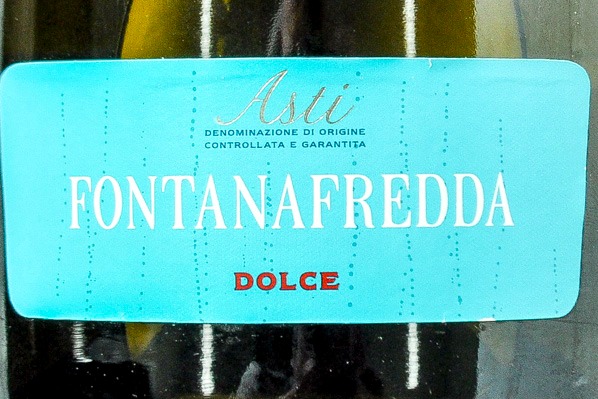 Asti
DENOMINAZIONE DI ORIGINE
CONTROLLATA E GARANTITA
FONTANAFREDDA
DOLCE